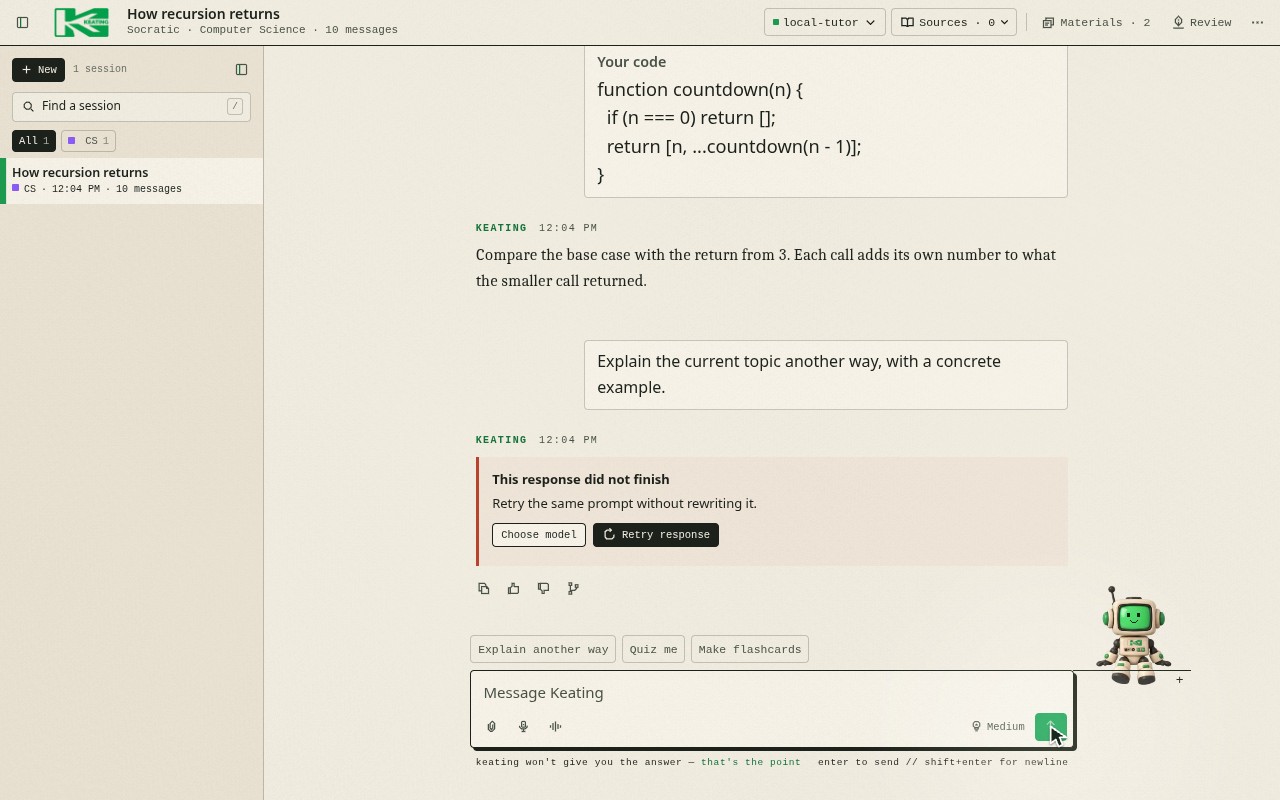 KEATING
How recursion returns
Socratic · Computer Science · 10 messages
local-tutor
Sources · 0
Materials · 2
Review
+ New
1 session
Find a session
/
All 1
CS 1
How recursion returns
CS · 12:04 PM · 10 messages
Your code
function countdown(n) {
if (n === 0) return [];
return [n, ...countdown(n - 1)];
}
KEATING 12:04 PM
Compare the base case with the return from 3. Each call adds its own number to what
the smaller call returned.
Explain the current topic another way, with a concrete
example.
KEATING 12:04 PM
This response did not finish
Retry the same prompt without rewriting it.
Choose model
Retry response
Explain another way
Quiz me
Make flashcards
+
Message Keating
Medium
keating won't give you the answer — that's the point
enter to send // shift+enter for newline